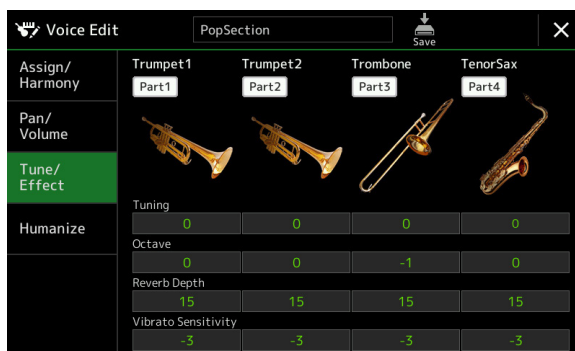 Voice Edit
PopSection
Save
Assign/
Harmony
Pan/
Volume
Tune/
Effect
Humanize
Trumpet1 Trumpet2 Trombone TenorSax
Part1 Part2 Part3 Part4
Tuning
0 0 0 0
Octave
0 0 -1 0
Reverb Depth
15 15 15 15
Vibrato Sensitivity
-3 -3 -3 -3